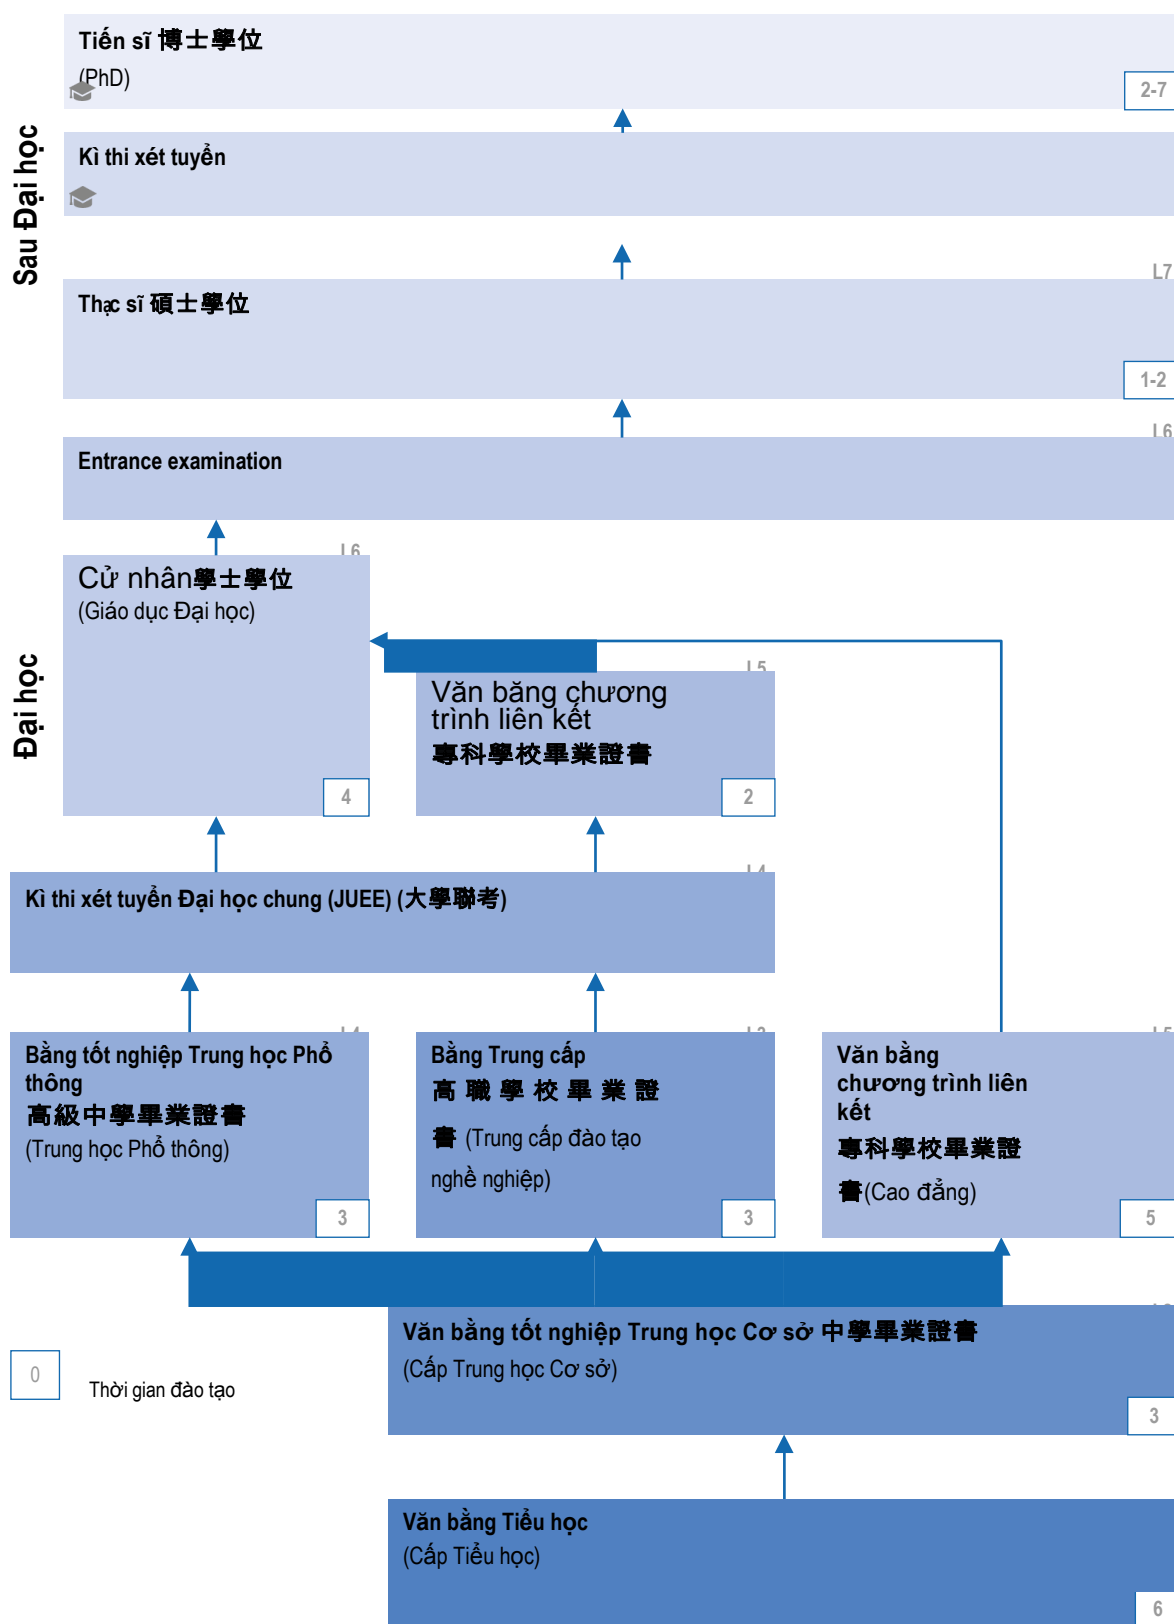 Tiến sĩ 博士學位
(PhD)
2-7
Sau Đại học
Kì thi xét tuyển
L7
Thạc sĩ 碩士學位
1-2
L6
Entrance examination
L6
Cử nhân學士學位
(Giáo dục Đại học)
4
Đại học
L5
Văn băng chương
trình liên kết
專科學校畢業證書
2
L4
Kì thi xét tuyển Đại học chung (JUEE) (大學聯考)
L4
Bằng tốt nghiệp Trung học Phổ
thông
高級中學畢業證書
(Trung học Phổ thông)
3
L3
Bằng Trung cấp
高 職 學 校 畢 業 證
書 (Trung cấp đào tạo
nghề nghiệp)
3
L5
Văn bằng
chương trình liên
kết
專科學校畢業證
書(Cao đẳng)
5
Văn bằng tốt nghiệp Trung học Cơ sở 中學畢業證書
(Cấp Trung học Cơ sở)
3
0
Thời gian đào tạo
Văn bằng Tiểu học
(Cấp Tiểu học)
6